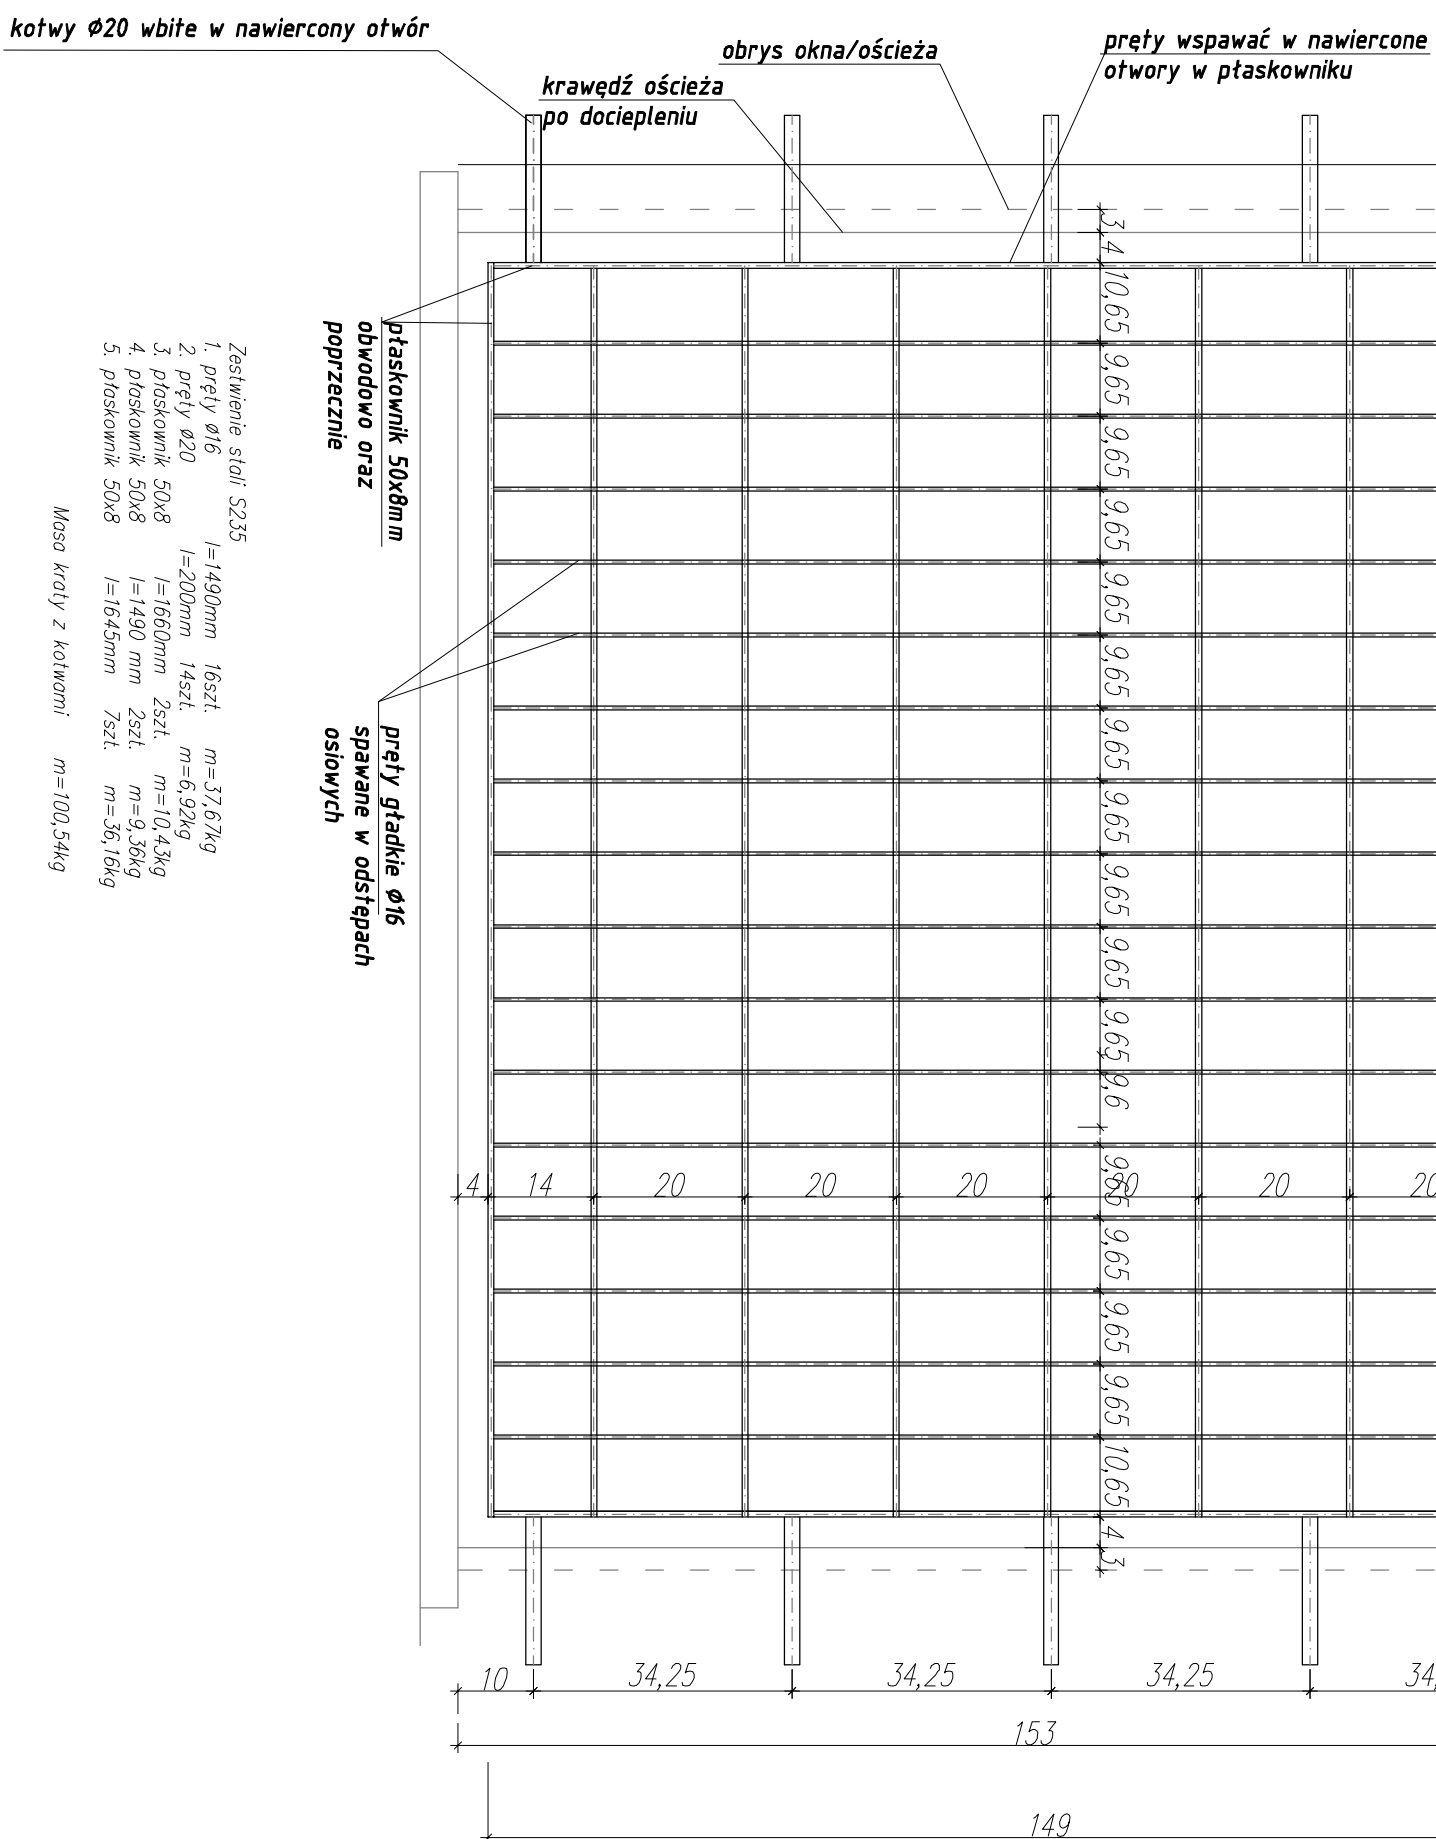 kotwy Ø20 wbite w nawiercony otwór
obrys okna/ościeża
pręty wspawać w nawiercone
otwory w płaskowniku
krawędź ościeża
po dociepleniu
płaskownik 50x8mm
obwodowo oraz
poprzecznie
pręty gładkie Ø16
spawane w odstępach
osiowych
Zestwienie stali S235
1. pręty Ø16 l=1490mm 16szt. m=37,67kg
2. pręty Ø20 l=200mm 14szt. m=6,92kg
3. płaskownik 50x8 l=1660mm 2szt. m=10,43kg
4. płaskownik 50x8 l=1490 mm 2szt. m=9,36kg
5. płaskownik 50x8 l=1645mm 7szt. m=36,16kg
Masa kraty z kotwami m=100,54kg
3
4
10,65
9,65
9,65
9,65
9,65
9,65
9,65
9,65
9,65
9,65
9,65
9,6
9,65
9,65
9,65
9,65
10,65
4
3
4 14 20 20 20 20 20 20
10 34,25 34,25 34,25 34,
153
149